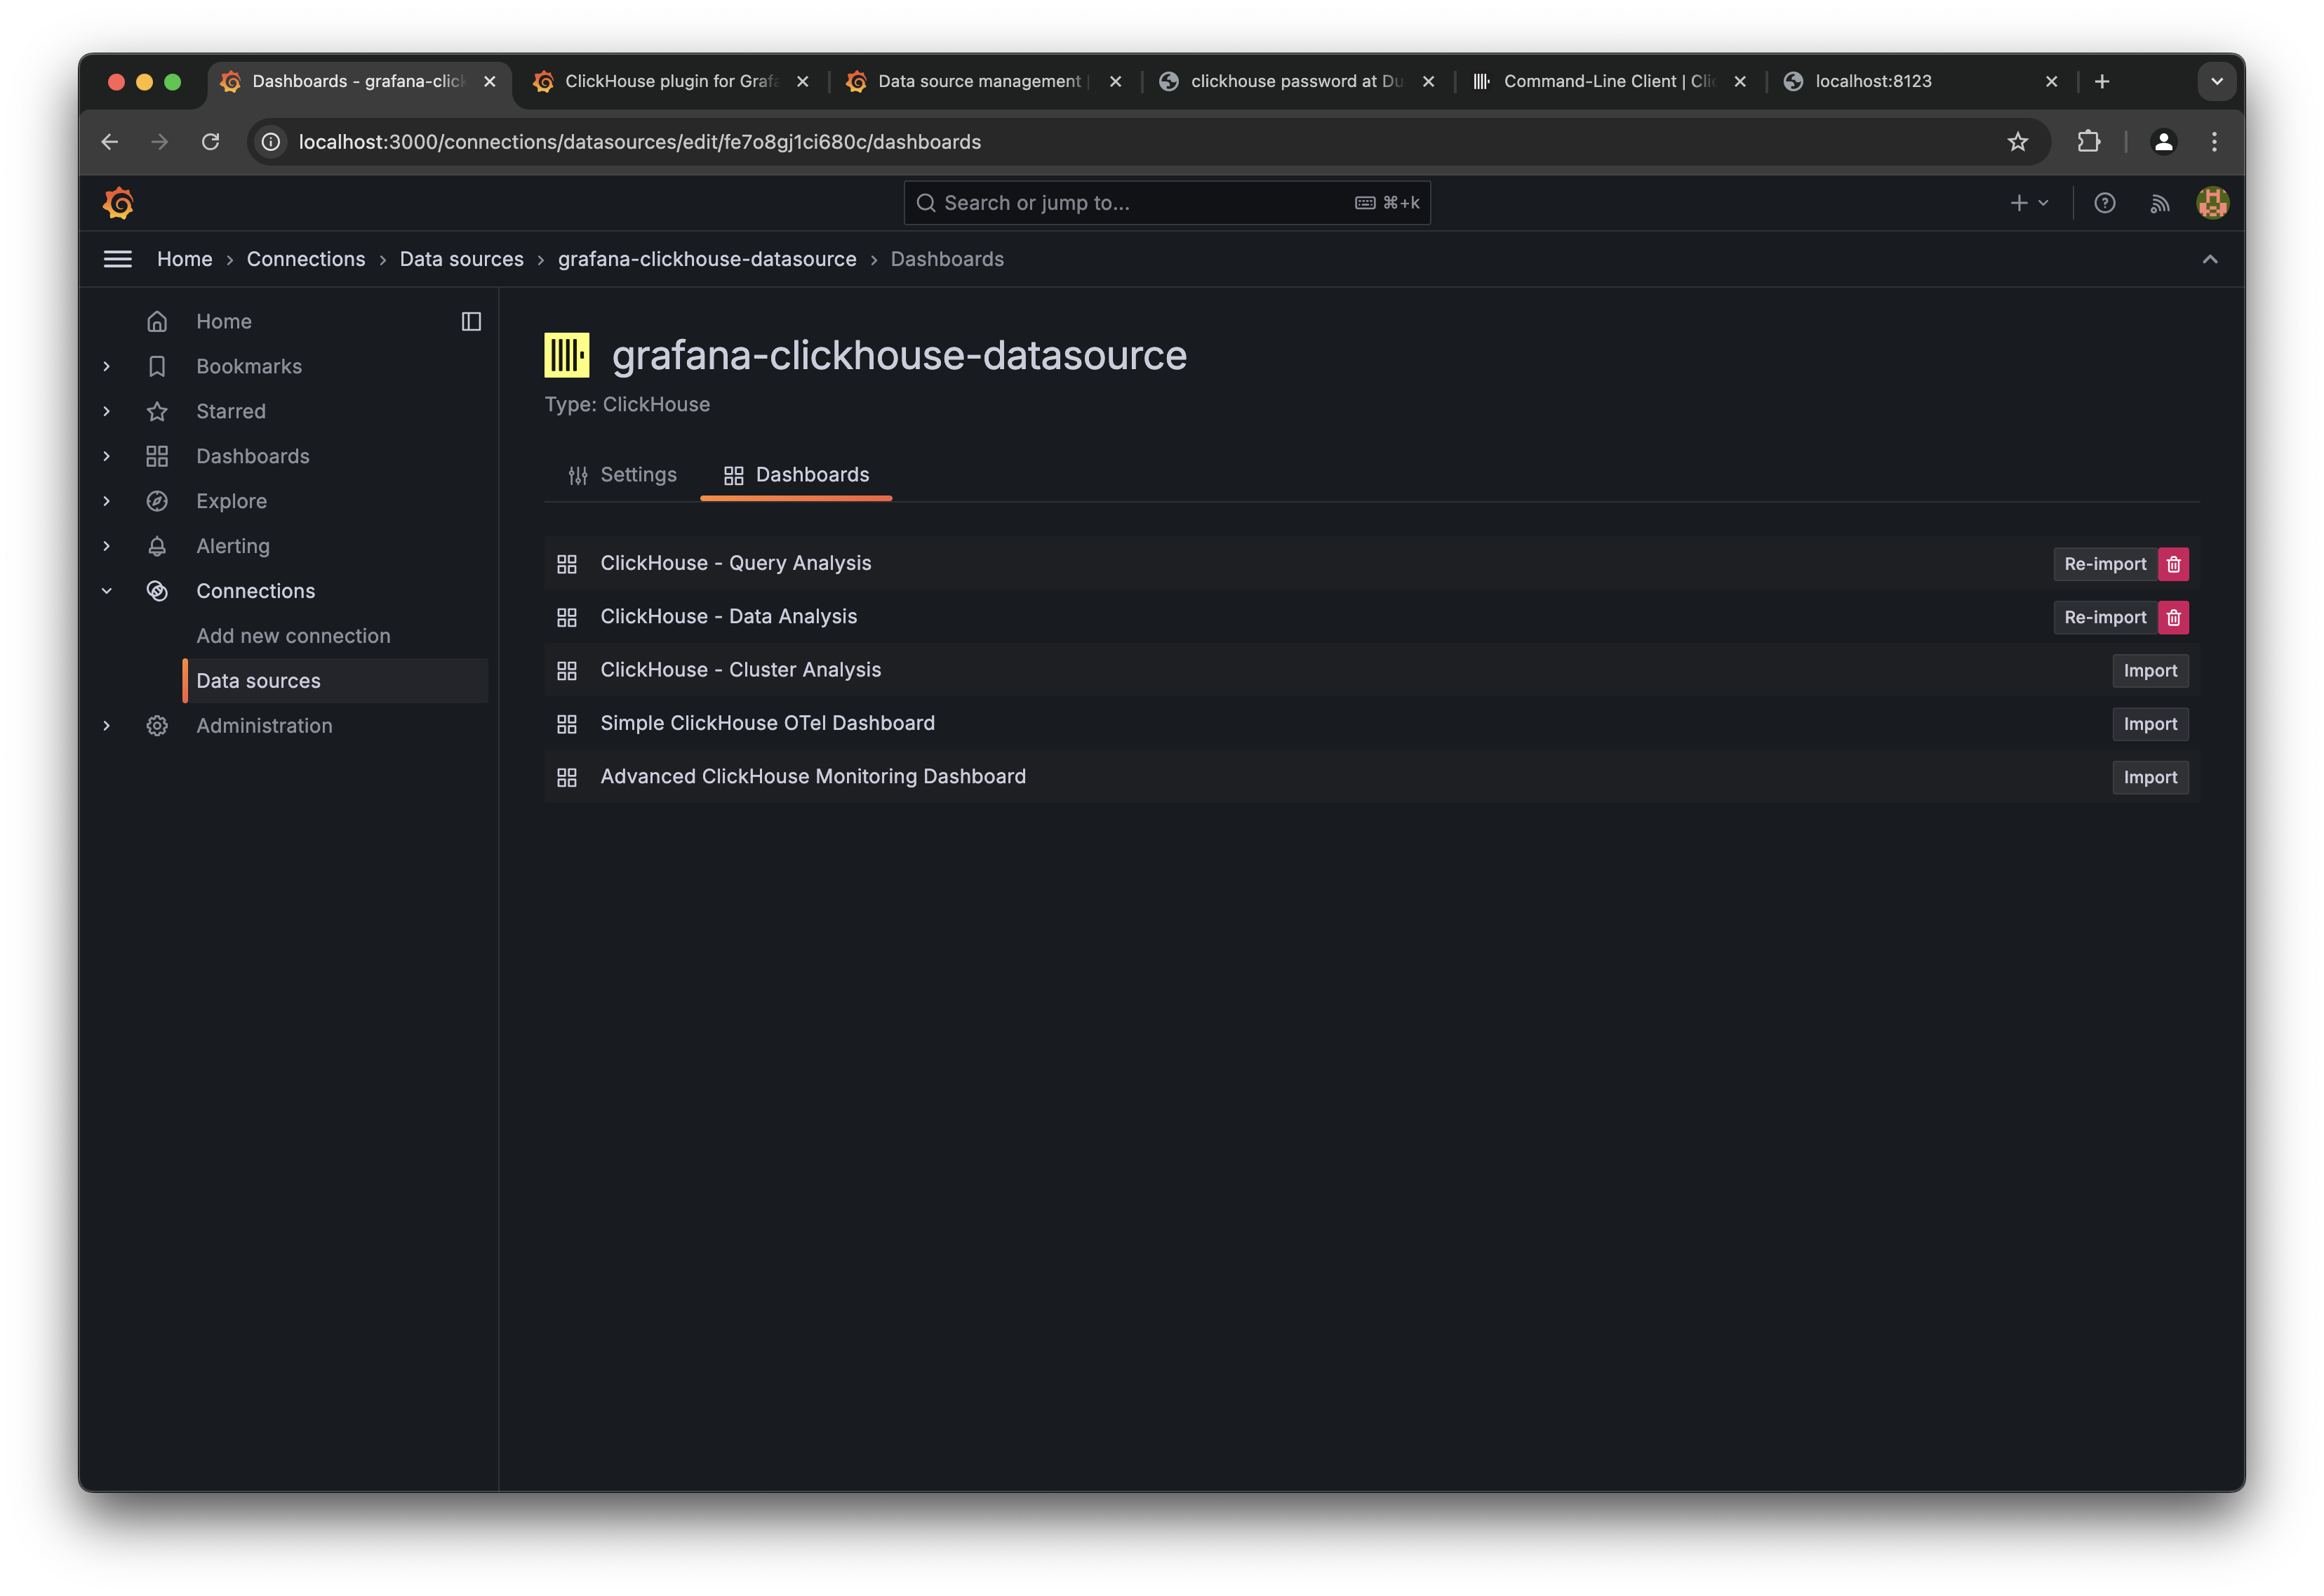 Dashboards - grafana-click
ClickHouse plugin for Grafa
Data source management |
clickhouse password at Du
Command-Line Client | Clic
localhost:8123
localhost:3000/connections/datasources/edit/fe7o8gj1ci680c/dashboards
Search or jump to...
⌘+k
Home › Connections › Data sources › grafana-clickhouse-datasource › Dashboards
Home
Bookmarks
Starred
Dashboards
Explore
Alerting
Connections
Add new connection
Data sources
Administration
grafana-clickhouse-datasource
Type: ClickHouse
Settings
Dashboards
ClickHouse - Query Analysis
Re-import
ClickHouse - Data Analysis
Re-import
ClickHouse - Cluster Analysis
Import
Simple ClickHouse OTel Dashboard
Import
Advanced ClickHouse Monitoring Dashboard
Import